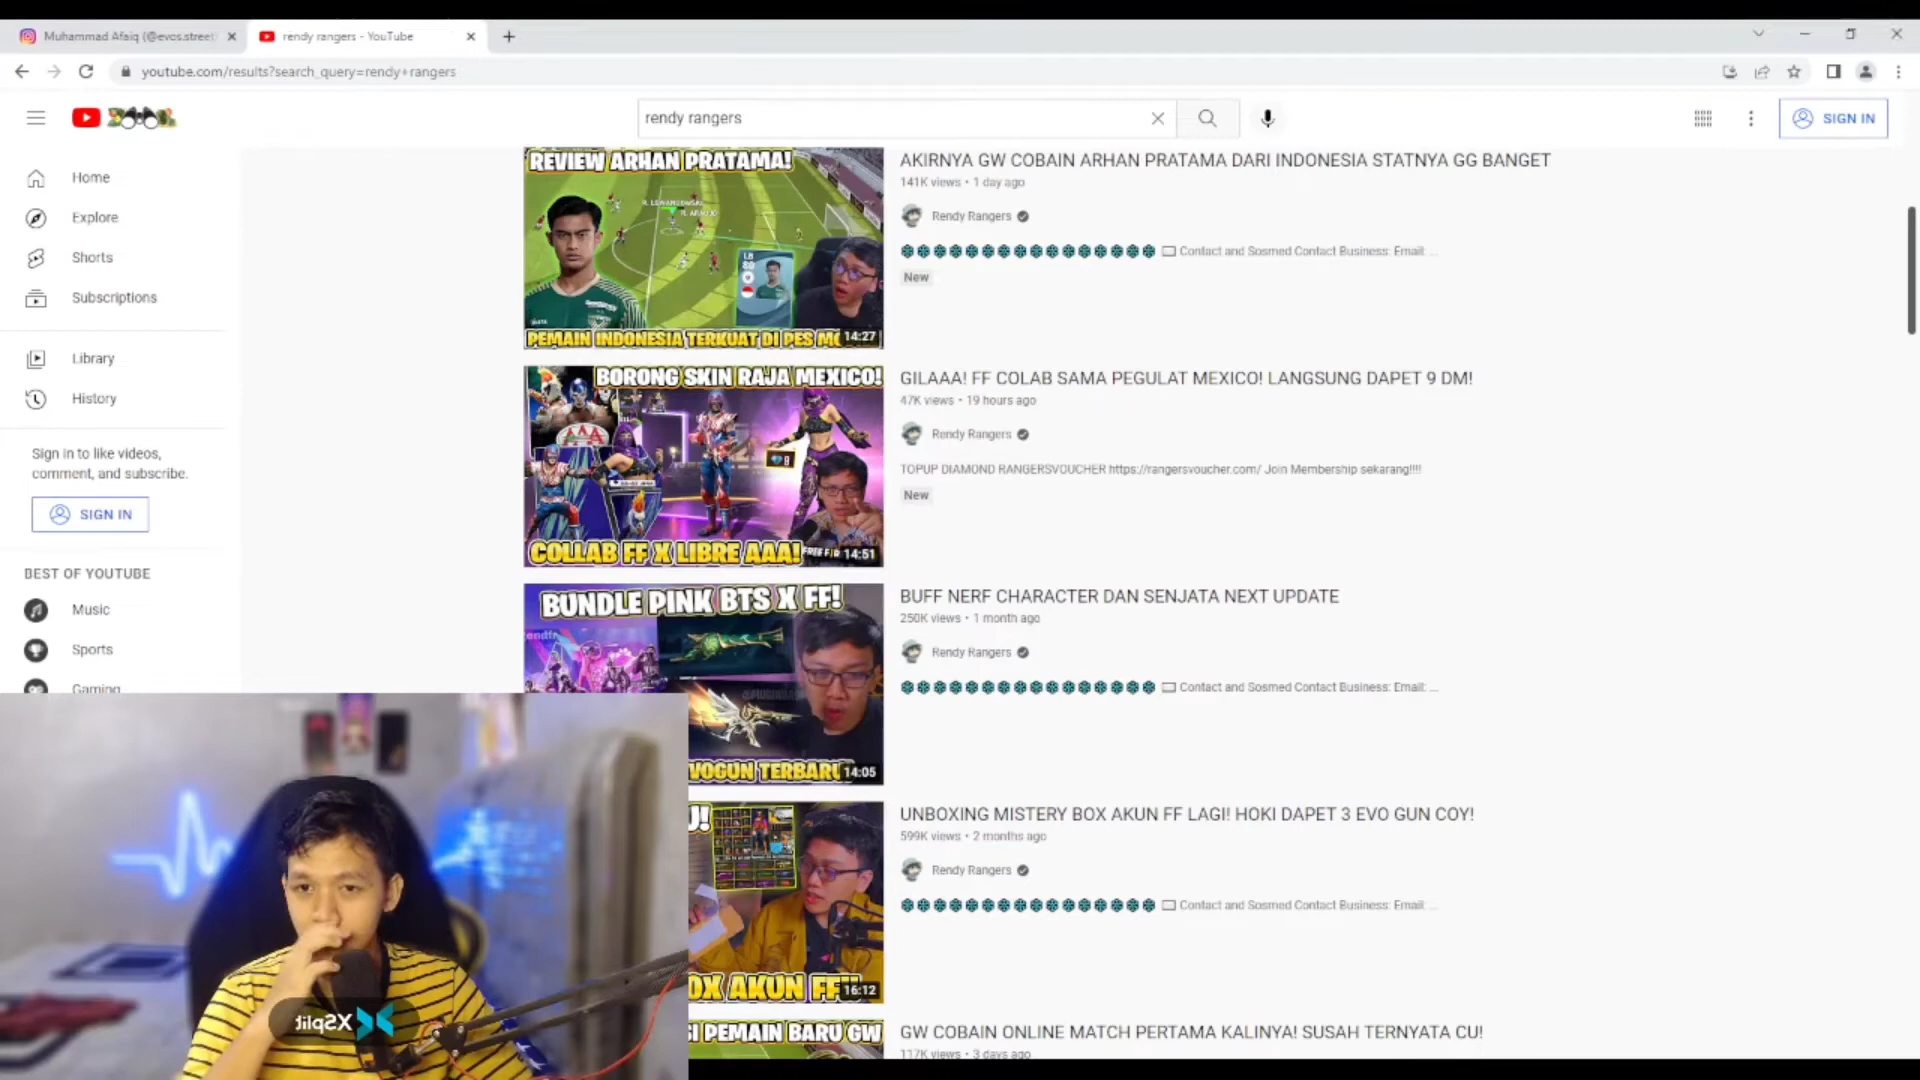 Muhammad Afaiq (@evos.street
rendy rangers - YouTube
youtube.com/results?search_query=rendy+rangers
rendy rangers
SIGN IN
Home
Explore
Shorts
Subscriptions
Library
History
Sign in to like videos,
comment, and subscribe.
SIGN IN
BEST OF YOUTUBE
Music
Sports
Gaming
REVIEW ARHAN PRATAMA!
R. LEWANDOWSKI
R. ARAUJO
LB
80
PEMAIN INDONESIA TERKUAT DI PES MO
14:27
AKIRNYA GW COBAIN ARHAN PRATAMA DARI INDONESIA STATNYA GG BANGET
141K views • 1 day ago
Rendy Rangers
Contact and Sosmed Contact Business: Email: ...
New
BORONG SKIN RAJA MEXICO!
AAA
9
COLLAB FF X LIBRE AAA!
FREE FIR
14:51
GILAAA! FF COLAB SAMA PEGULAT MEXICO! LANGSUNG DAPET 9 DM!
47K views • 19 hours ago
Rendy Rangers
TOPUP DIAMOND RANGERSVOUCHER https://rangersvoucher.com/ Join Membership sekarang!!!!
New
BUNDLE PINK BTS X FF!
VOGUN TERBARU
14:05
BUFF NERF CHARACTER DAN SENJATA NEXT UPDATE
250K views • 1 month ago
Rendy Rangers
Contact and Sosmed Contact Business: Email: ...
OX AKUN FF
16:12
UNBOXING MISTERY BOX AKUN FF LAGI! HOKI DAPET 3 EVO GUN COY!
599K views • 2 months ago
Rendy Rangers
Contact and Sosmed Contact Business: Email: ...
I PEMAIN BARU GW
GW COBAIN ONLINE MATCH PERTAMA KALINYA! SUSAH TERNYATA CU!
117K views • 3 days ago
XSplit